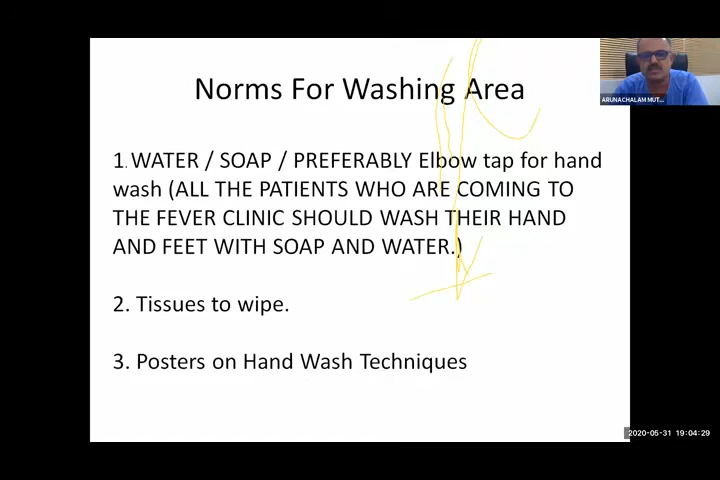 Norms For Washing Area
1. WATER / SOAP / PREFERABLY Elbow tap for hand
wash (ALL THE PATIENTS WHO ARE COMING TO
THE FEVER CLINIC SHOULD WASH THEIR HAND
AND FEET WITH SOAP AND WATER.)
2. Tissues to wipe.
3. Posters on Hand Wash Techniques
ARUNACHALAM MUT...
2020-05-31 19:04:29